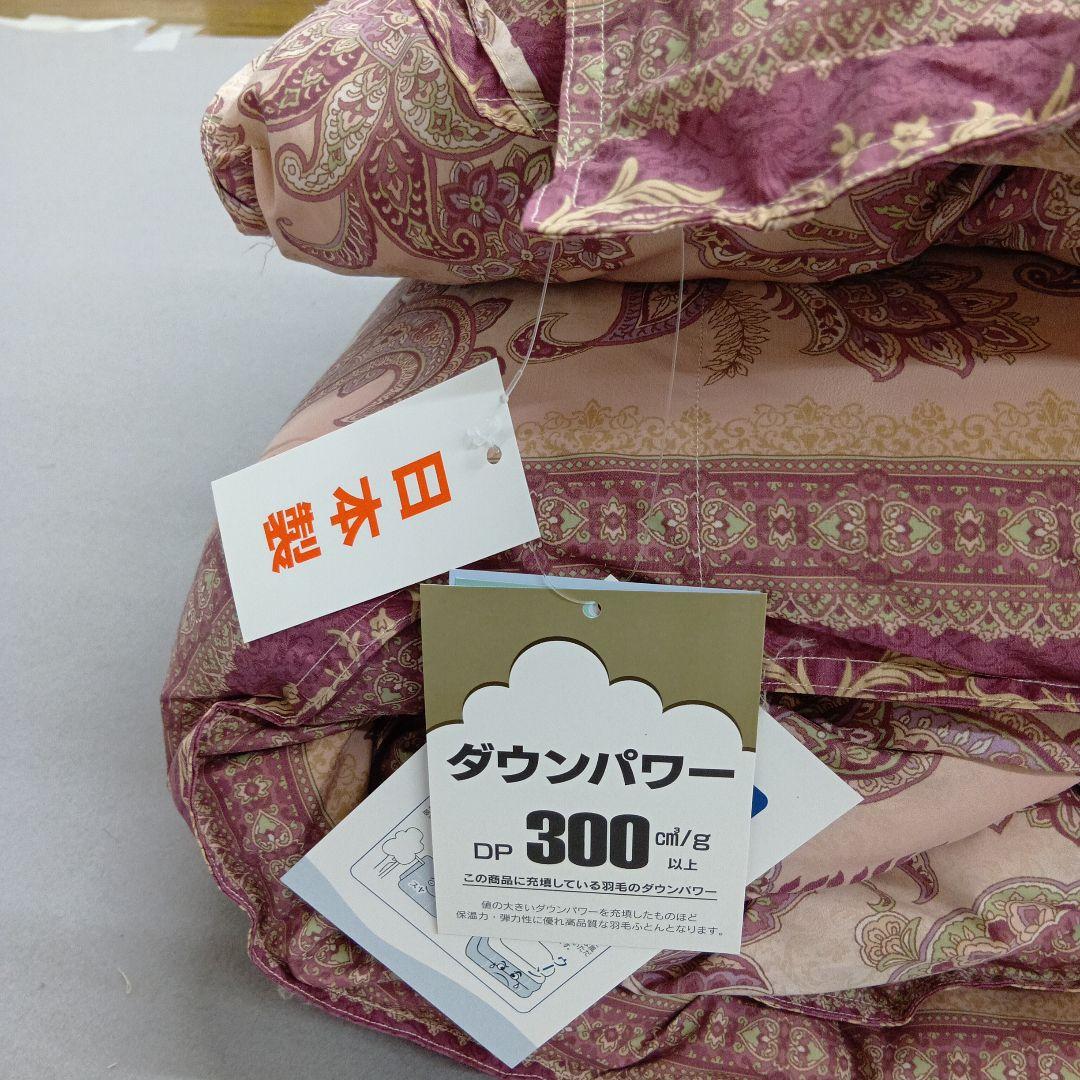 日本製
ダウンパワー
DP 300 c㎥/g 以上
この商品に充填している羽毛のダウンパワー
値の大きいダウンパワーを充填したものほど
保温力・弾力性に優れ高品質な羽毛ふとんとなります。